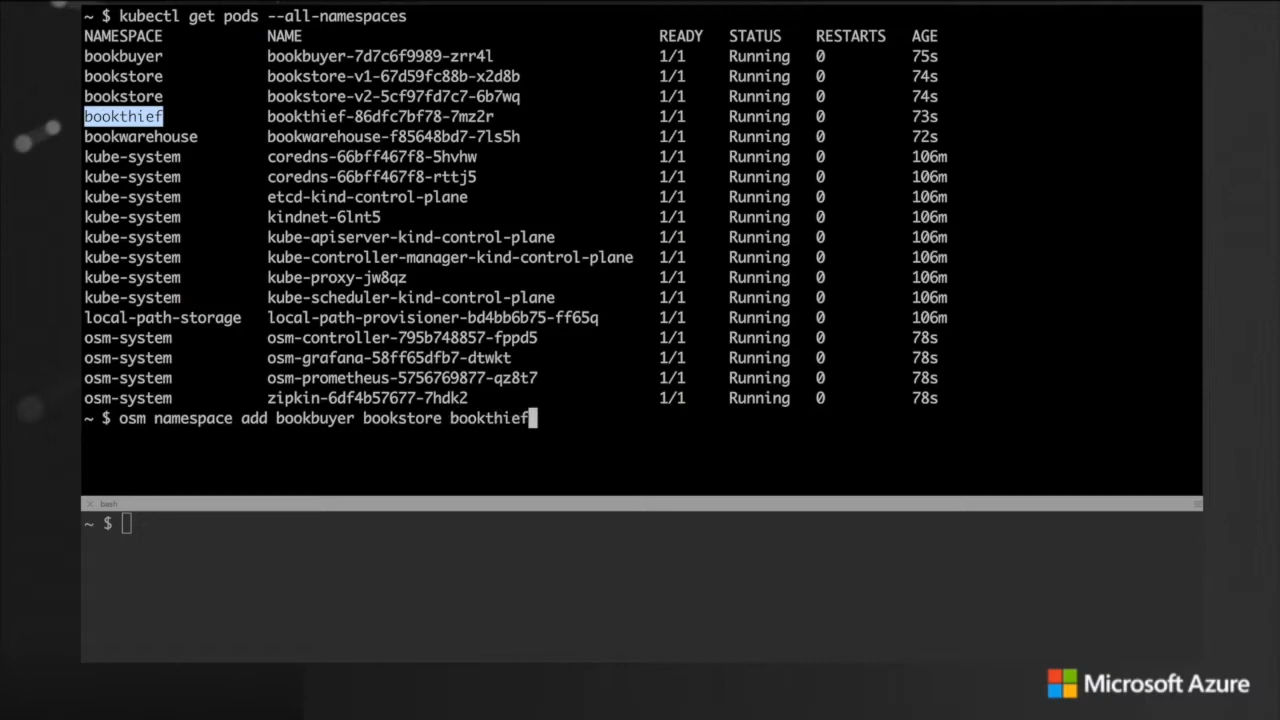 ~ $ kubectl get pods --all-namespaces
NAMESPACE NAME READY STATUS RESTARTS AGE
bookbuyer bookbuyer-7d7c6f9989-zrr4l 1/1 Running 0 75s
bookstore bookstore-v1-67d59fc88b-x2d8b 1/1 Running 0 74s
bookstore bookstore-v2-5cf97fd7c7-6b7wq 1/1 Running 0 74s
bookthief bookthief-86dfc7bf78-7mz2r 1/1 Running 0 73s
bookwarehouse bookwarehouse-f85648bd7-7ls5h 1/1 Running 0 72s
kube-system coredns-66bff467f8-5hvhw 1/1 Running 0 106m
kube-system coredns-66bff467f8-rttj5 1/1 Running 0 106m
kube-system etcd-kind-control-plane 1/1 Running 0 106m
kube-system kindnet-6lnt5 1/1 Running 0 106m
kube-system kube-apiserver-kind-control-plane 1/1 Running 0 106m
kube-system kube-controller-manager-kind-control-plane 1/1 Running 0 106m
kube-system kube-proxy-jw8qz 1/1 Running 0 106m
kube-system kube-scheduler-kind-control-plane 1/1 Running 0 106m
local-path-storage local-path-provisioner-bd4bb6b75-ff65q 1/1 Running 0 106m
osm-system osm-controller-795b748857-fppd5 1/1 Running 0 78s
osm-system osm-grafana-58ff65dfb7-dtwkt 1/1 Running 0 78s
osm-system osm-prometheus-5756769877-qz8t7 1/1 Running 0 78s
osm-system zipkin-6df4b57677-7hdk2 1/1 Running 0 78s
~ $ osm namespace add bookbuyer bookstore bookthief
bash
~ $
Microsoft Azure